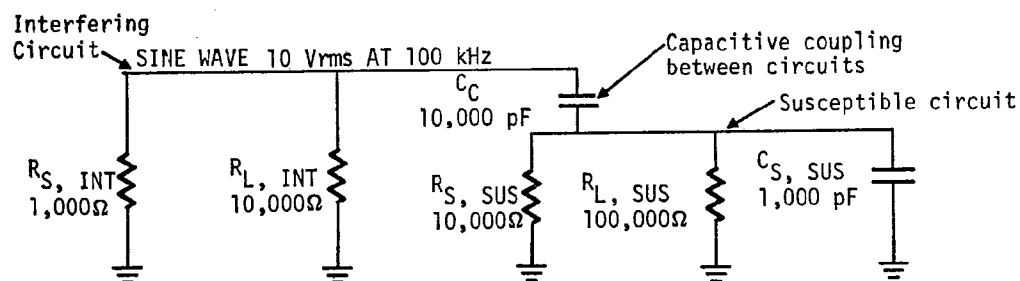 Interfering
Circuit
SINE WAVE 10 Vrms AT 100 kHz
Capacitive coupling
between circuits
C_C
10,000 pF
Susceptible circuit
R_S, INT
1,000Ω
R_L, INT
10,000Ω
R_S, SUS
10,000Ω
R_L, SUS
100,000Ω
C_S, SUS
1,000 pF